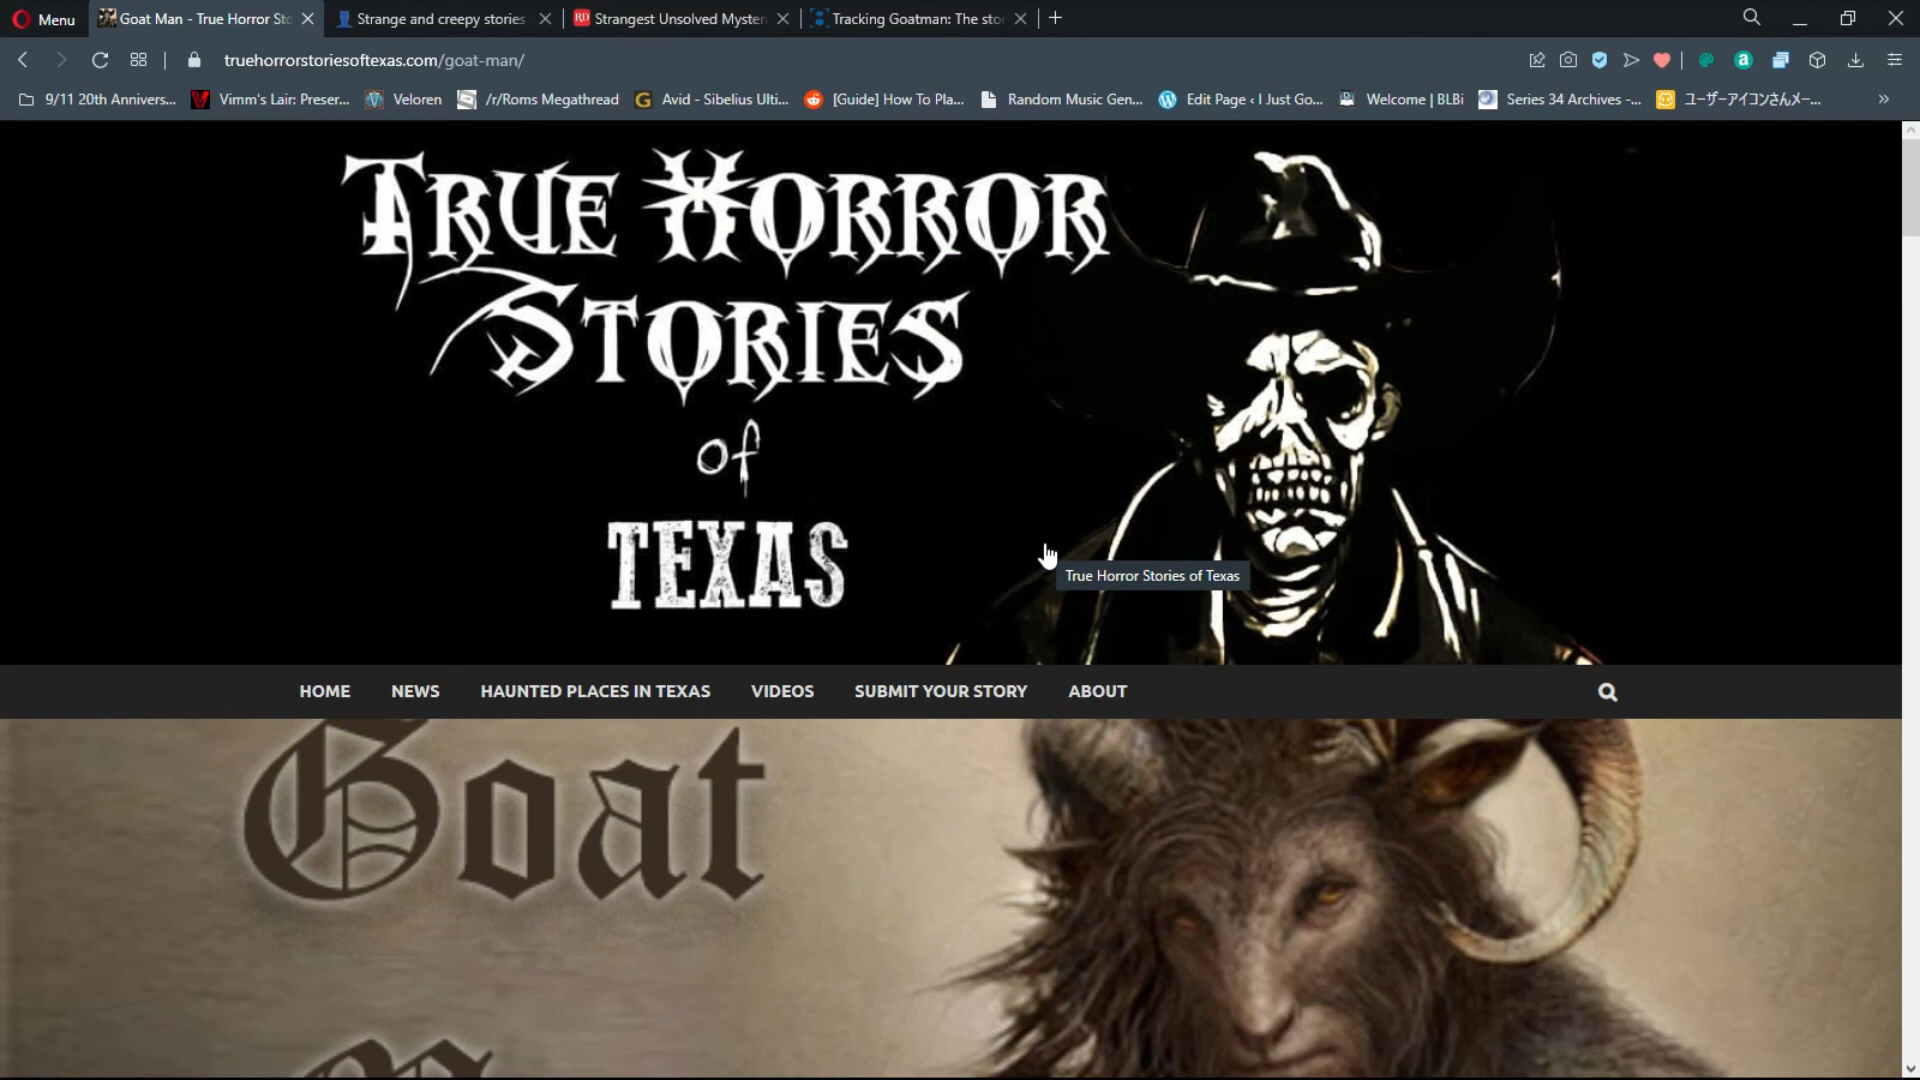 Menu
Goat Man - True Horror Sto
Strange and creepy stories
RD Strangest Unsolved Myster
Tracking Goatman: The stor
truehorrorstoriesoftexas.com/goat-man/
9/11 20th Annivers...
Vimm's Lair: Preser...
Veloren
/r/Roms Megathread
Avid - Sibelius Ulti...
[Guide] How To Pla...
Random Music Gen...
Edit Page ‹ I Just Go...
Welcome | BLBi
Series 34 Archives -...
ユーザーアイコンさんメー...
TRUE HORROR
STORIES
of
TEXAS
True Horror Stories of Texas
HOME
NEWS
HAUNTED PLACES IN TEXAS
VIDEOS
SUBMIT YOUR STORY
ABOUT
Goat